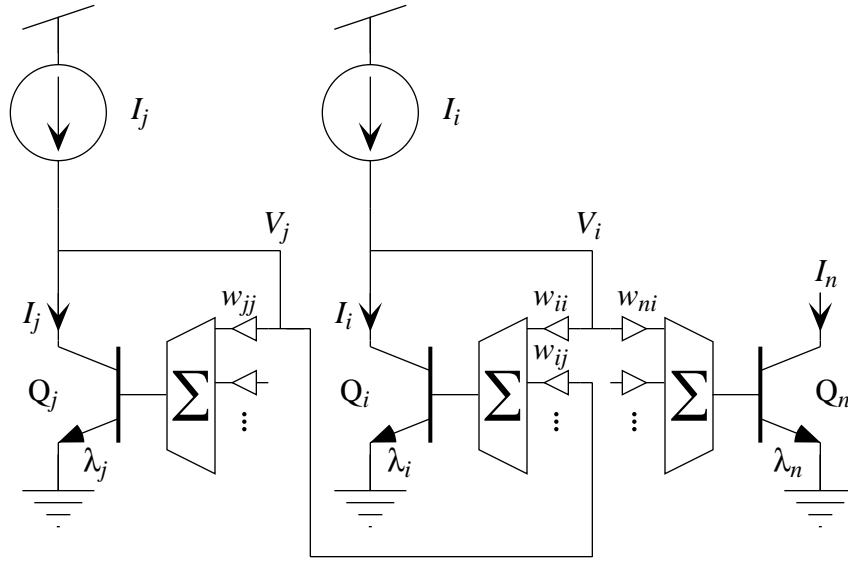 I_j I_i
V_j V_i
I_j w_jj I_i w_ii w_ni I_n
w_ij
Q_j Σ Q_i Σ Σ Q_n
λ_j λ_i λ_n